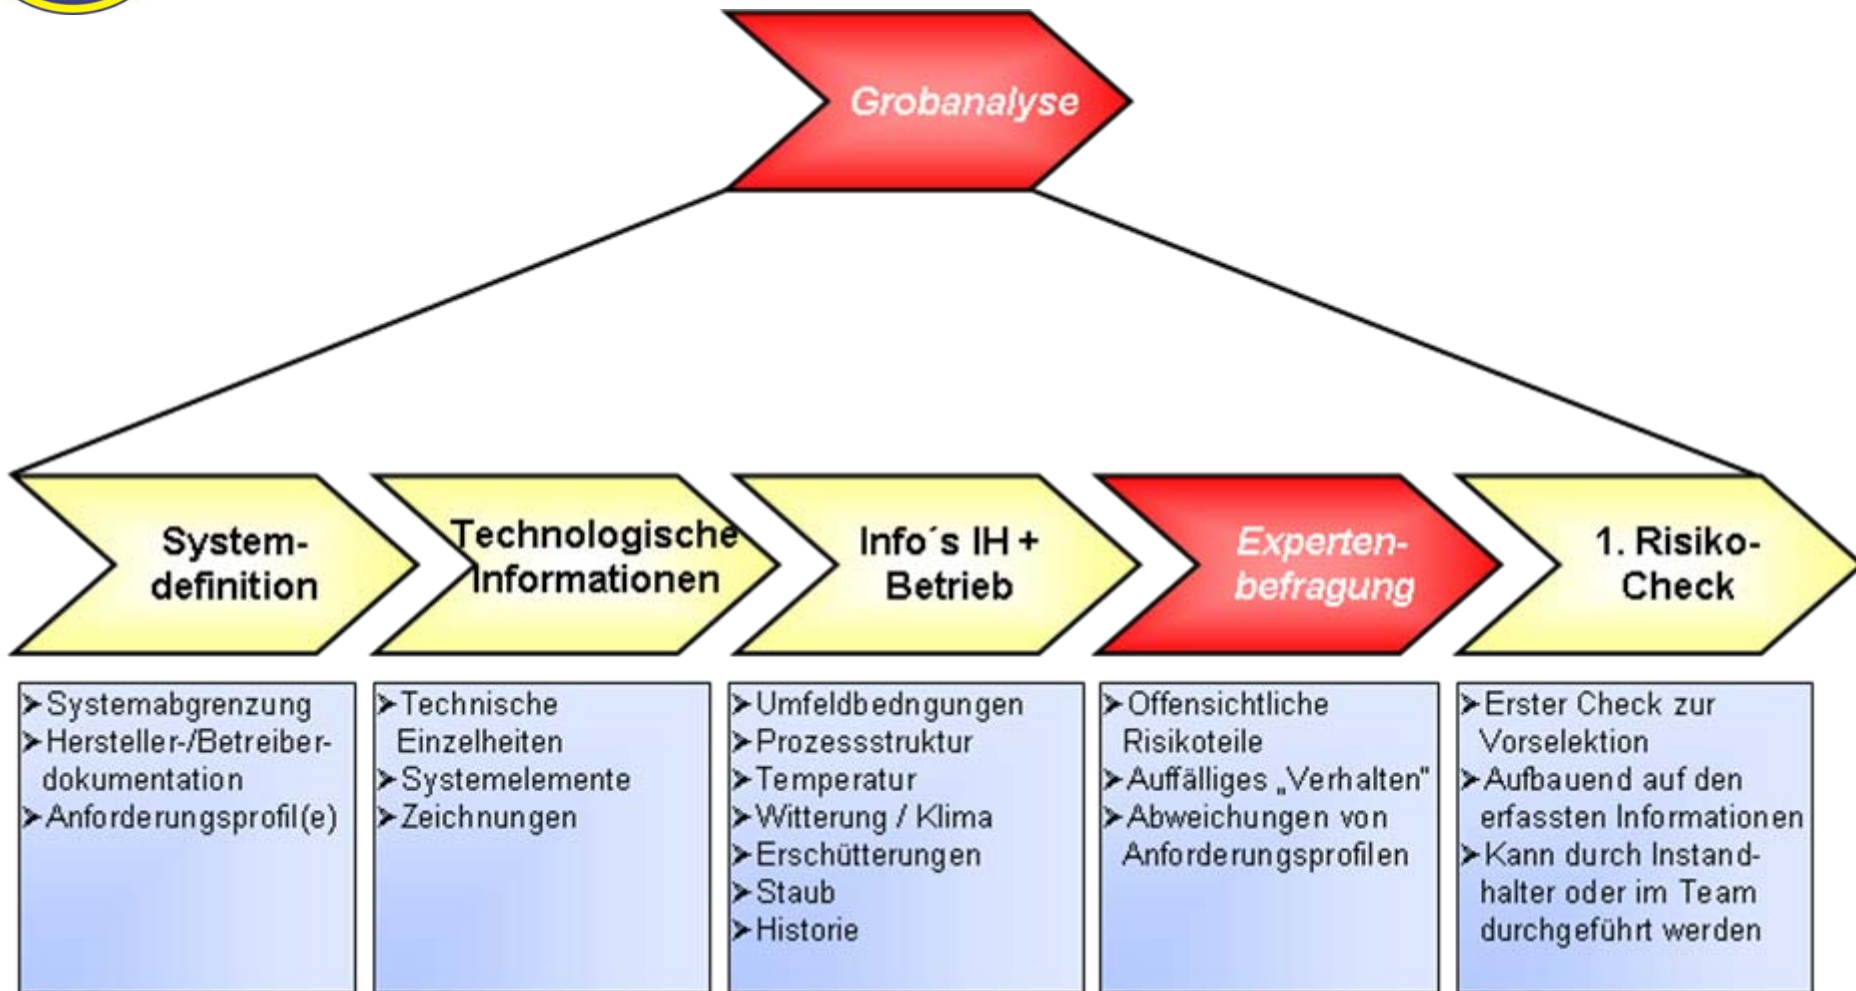 Grobanalyse
System-
definition
Technologische
Informationen
Info´s IH +
Betrieb
Experten-
befragung
1. Risiko-
Check
➢Systemabgrenzung
➢Hersteller-/Betreiber-
dokumentation
➢Anforderungsprofil(e)
➢Technische
Einzelheiten
➢Systemelemente
➢Zeichnungen
➢Umfeldbedngungen
➢Prozessstruktur
➢Temperatur
➢Witterung / Klima
➢Erschütterungen
➢Staub
➢Historie
➢Offensichtliche
Risikoteile
➢Auffälliges „Verhalten"
➢Abweichungen von
Anforderungsprofilen
➢Erster Check zur
Vorselektion
➢Aufbauend auf den
erfassten Informationen
➢Kann durch Instand-
halter oder im Team
durchgeführt werden